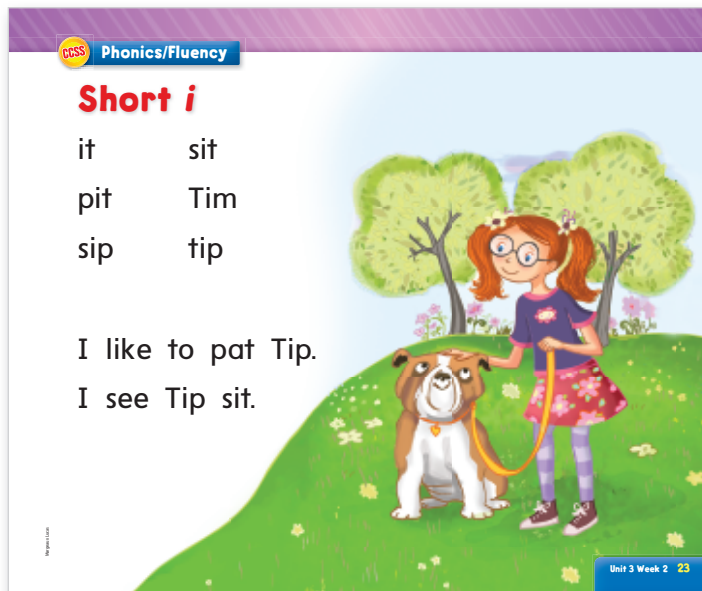 CCSS Phonics/Fluency
Short i
it sit
pit Tim
sip tip
I like to pat Tip.
I see Tip sit.
Unit 3 Week 2 23